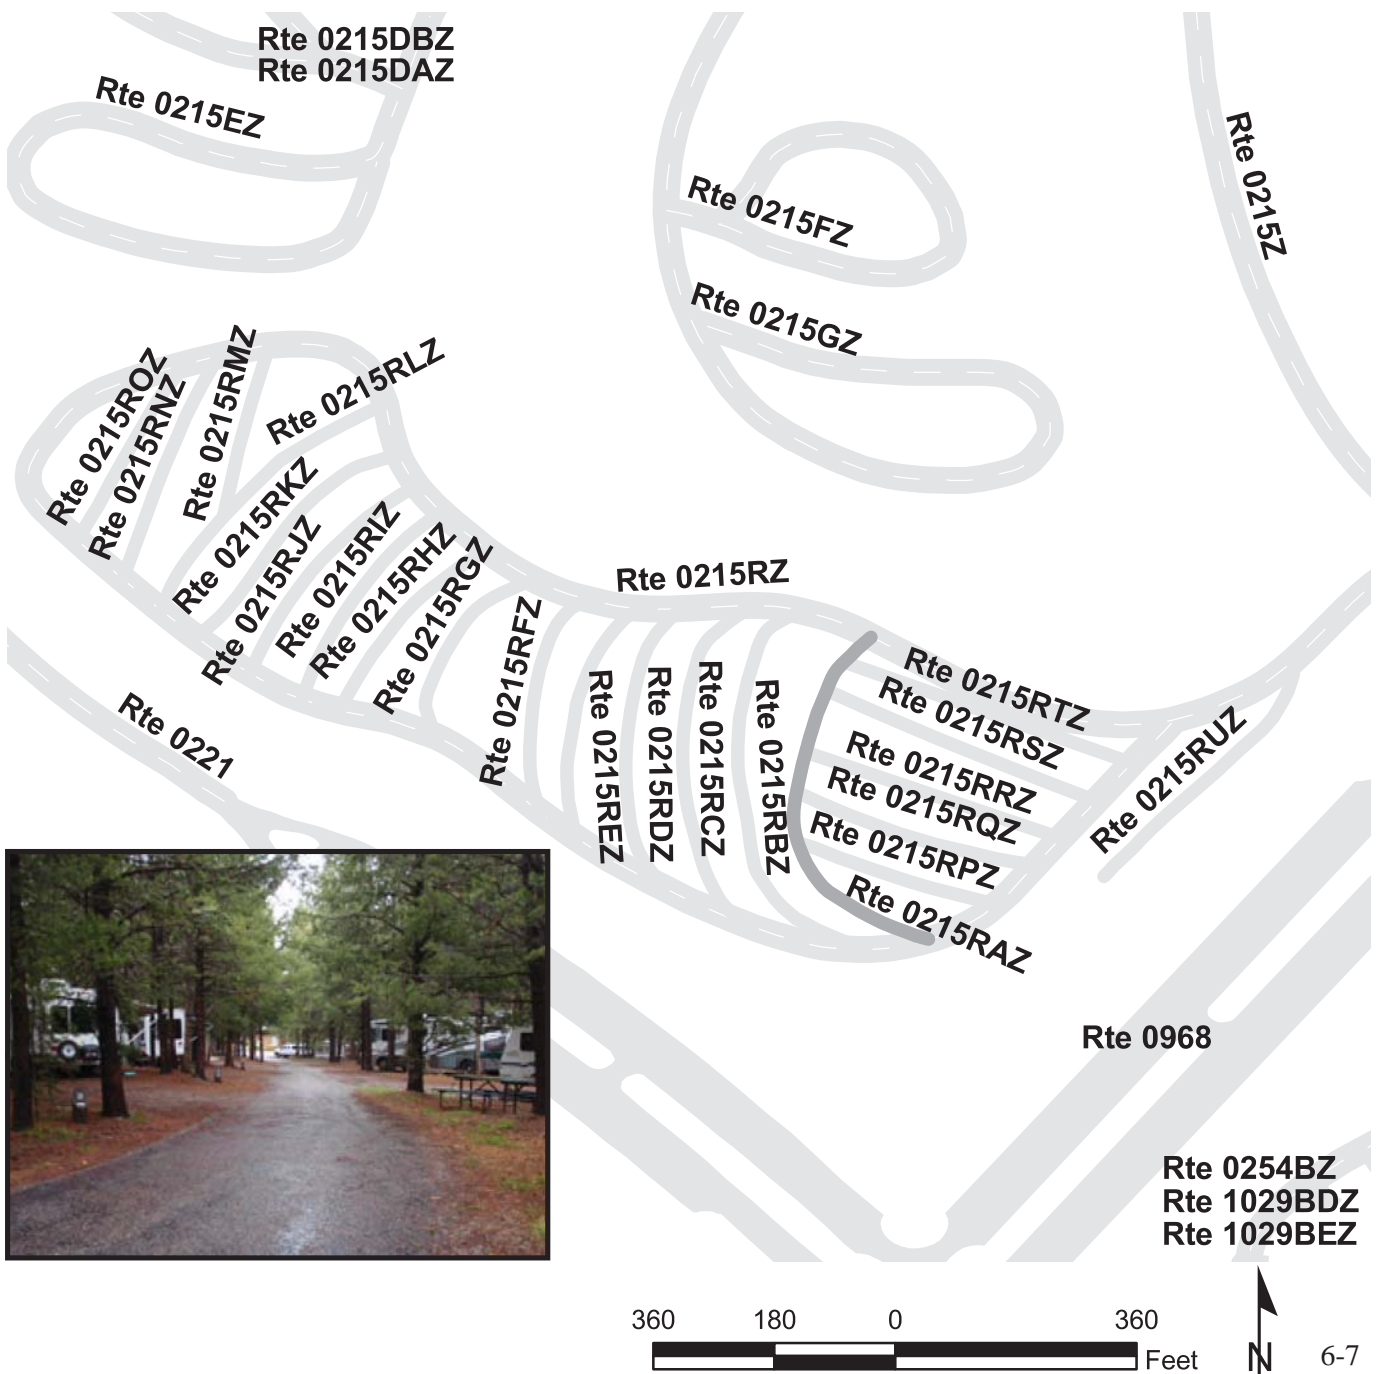 Rte 0215DBZ
Rte 0215DAZ
Rte 0215EZ
Rte 0215Z
Rte 0215FZ
Rte 0215GZ
Rte 0215ROZ
Rte 0215RNZ
Rte 0215RMZ
Rte 0215RLZ
Rte 0215RKZ
Rte 0215RJZ
Rte 0215RIZ
Rte 0215RHZ
Rte 0215RGZ
Rte 0215RFZ
Rte 0215RZ
Rte 0215REZ
Rte 0215RDZ
Rte 0215RCZ
Rte 0215RBZ
Rte 0215RTZ
Rte 0215RSZ
Rte 0215RRZ
Rte 0215RQZ
Rte 0215RPZ
Rte 0215RAZ
Rte 0215RUZ
Rte 0221
Rte 0968
Rte 0254BZ
Rte 1029BDZ
Rte 1029BEZ
360 180 0 360
Feet
N
6-7